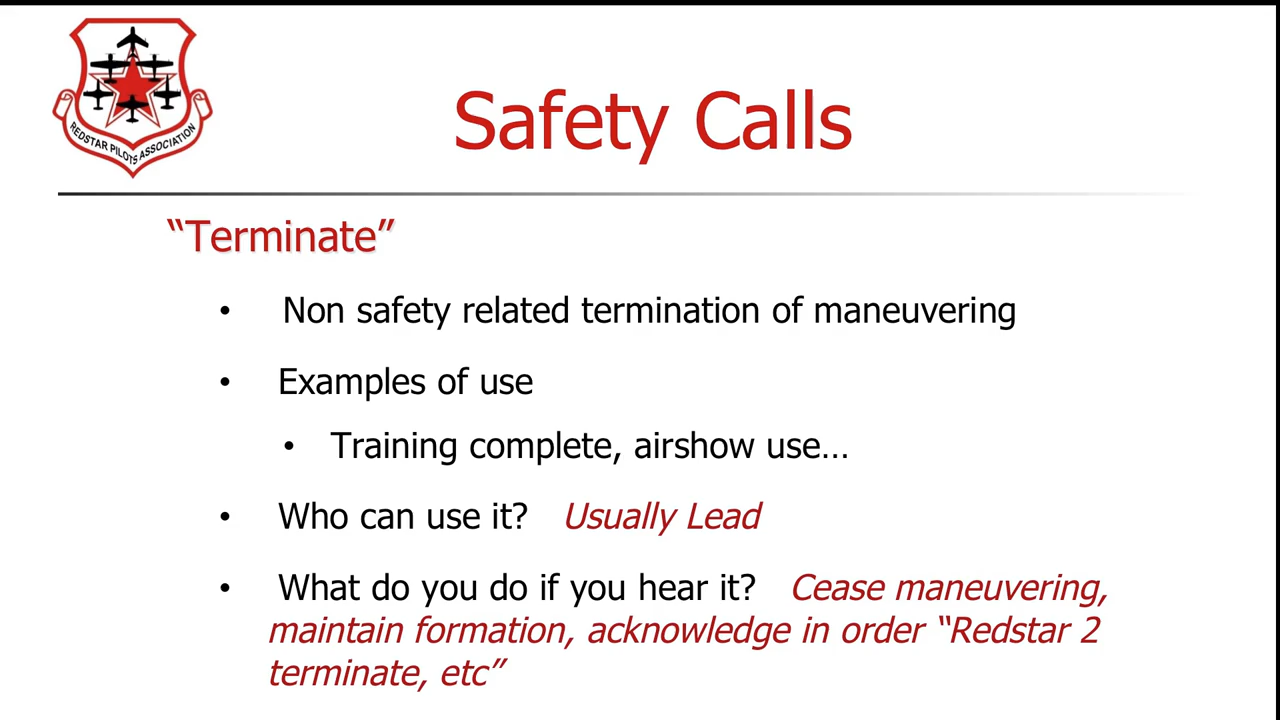 REDSTAR PILOTS ASSOCIATION
Safety Calls
“Terminate”
• Non safety related termination of maneuvering
• Examples of use
• Training complete, airshow use…
• Who can use it? Usually Lead
• What do you do if you hear it? Cease maneuvering,
maintain formation, acknowledge in order “Redstar 2
terminate, etc”